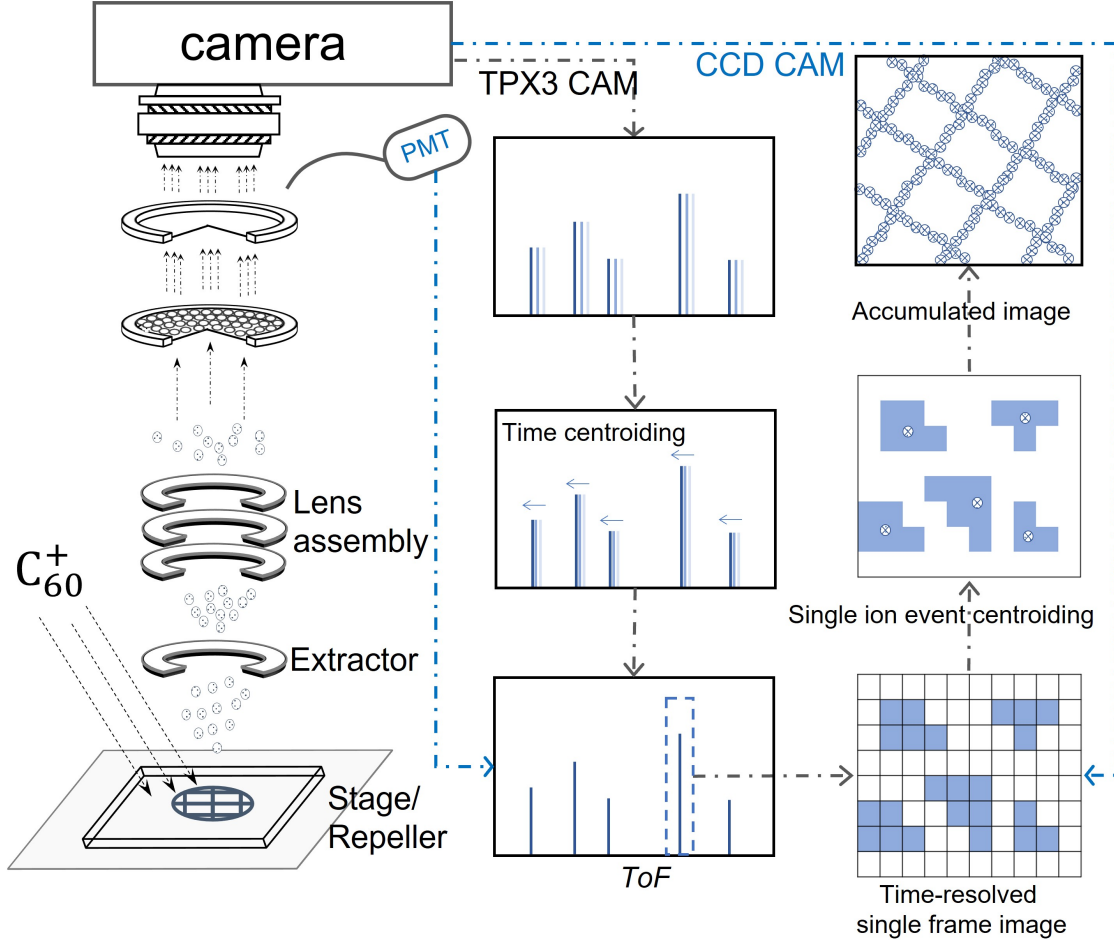 camera
TPX3 CAM
CCD CAM
PMT
Accumulated image
Time centroiding
Lens
assembly
C₆₀⁺
Single ion event centroiding
Extractor
Stage/
Repeller
ToF
Time-resolved
single frame image